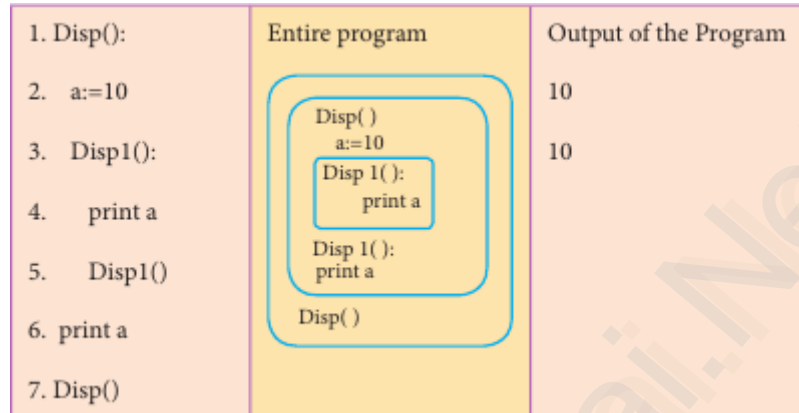 1. Disp():
2. a:=10
3. Disp1():
4. print a
5. Disp1()
6. print a
7. Disp()
Entire program
Disp( )
a:=10
Disp 1( ):
print a
Disp 1( ):
print a
Disp( )
Output of the Program
10
10